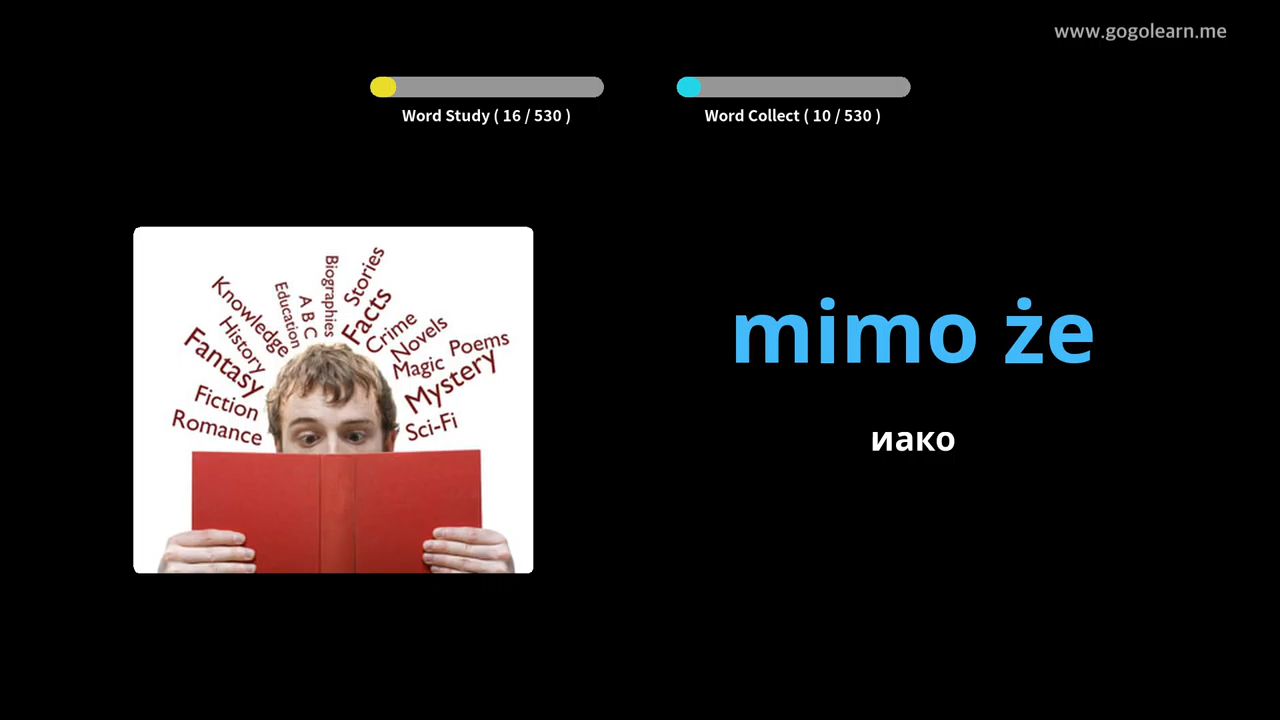 www.gogolearn.me
Word Study ( 16 / 530 )
Word Collect ( 10 / 530 )
Knowledge
Education
A B C
Biographies
Stories
Facts
History
Crime
Novels
Poems
Fantasy
Magic
Mystery
Fiction
Romance
Sci-Fi
mimo że
иако